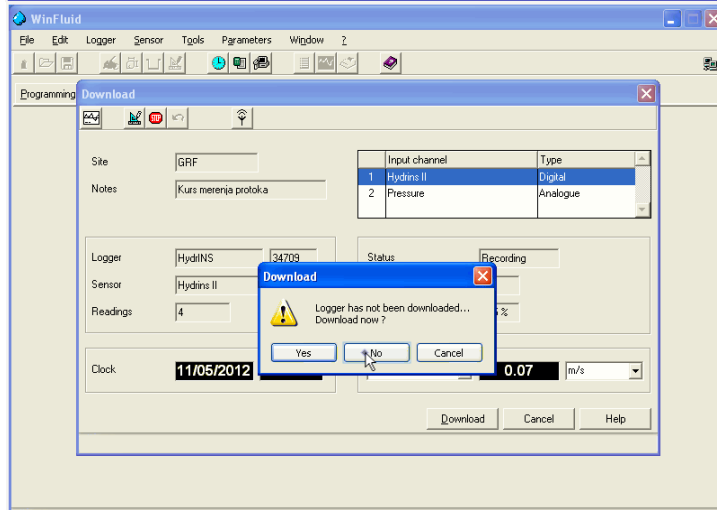 WinFluid
File Edit Logger Sensor Tools Parameters Window ?
Programming
Download
STOP
Site GRF
Notes Kurs merenja protoka
Input channel Type
1 Hydrins II Digital
2 Pressure Analogue
Logger HydrINS 34709
Status Recording
Sensor Hydrins II
Readings 4
%
Download
Logger has not been downloaded...
Download now ?
Yes No Cancel
Clock 11/05/2012
0.07 m/s
Download Cancel Help